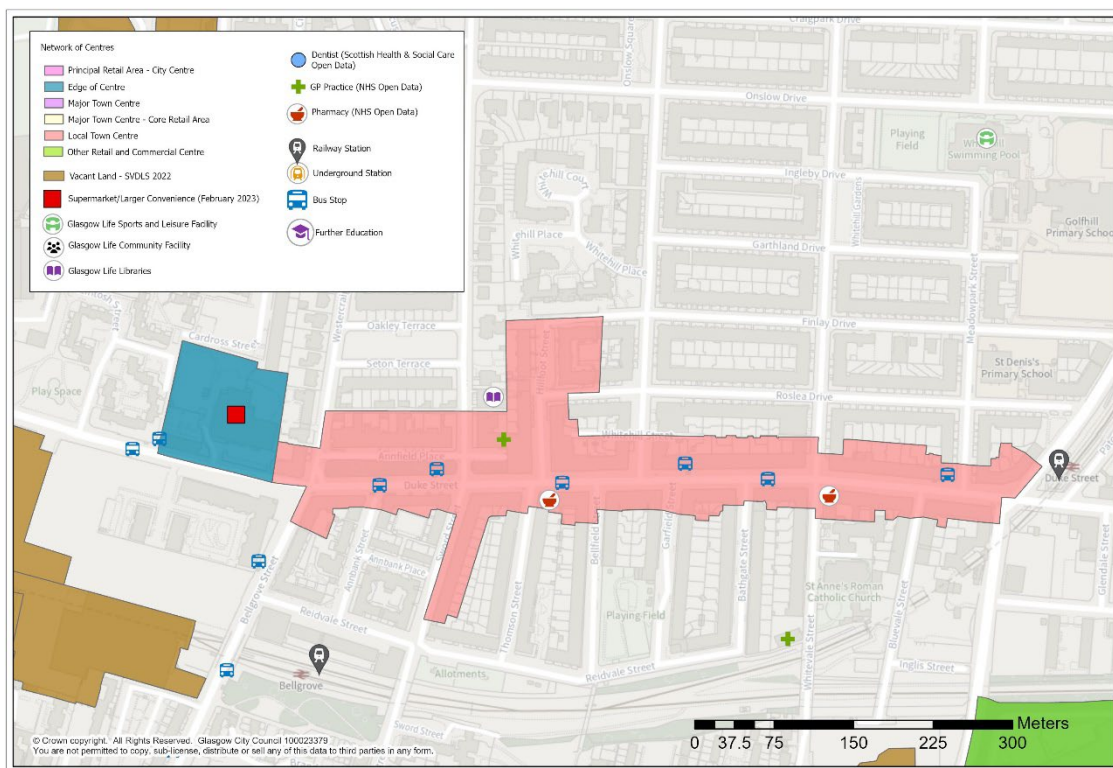 Network of Centres
Principal Retail Area - City Centre
Edge of Centre
Major Town Centre
Major Town Centre - Core Retail Area
Local Town Centre
Other Retail and Commercial Centre
Vacant Land - SVDLS 2022
Supermarket/Larger Convenience (February 2023)
Glasgow Life Sports and Leisure Facility
Glasgow Life Community Facility
Glasgow Life Libraries
Dentist (Scottish Health & Social Care
Open Data)
GP Practice (NHS Open Data)
Pharmacy (NHS Open Data)
Railway Station
Underground Station
Bus Stop
Further Education
Craigpark Drive
Onslow Square
Onslow Drive
Playing
Field
Swimming Pool
Ingleby Drive
Golfhill
Primary School
Whitehill Gardens
Whitehill Place
Whitehill Place
Garthland Drive
Meadowpark Street
Finlay Drive
Oakley Terrace
Cardross Street
Seton Terrace
Play Space
St Denis's
Primary School
Roslea Drive
Whitehill Street
Annfield Place
Duke Street
Duke Street
Bellgrove Street
Annbank Street
Annbank Place
Reidvale Street
Thomson Street
Bellfield
Garfield Street
Bathgate Street
Playing Field
St Anne's Roman
Catholic Church
Whitevale Street
Bluevale Street
Glendale Street
Inglis Street
Reidvale Street
Bellgrove
Allotments
Sword Street
© Crown copyright. All Rights Reserved. Glasgow City Council 100023379
You are not permitted to copy, sub-license, distribute or sell any of this data to third parties in any form.
Meters
0 37.5 75 150 225 300